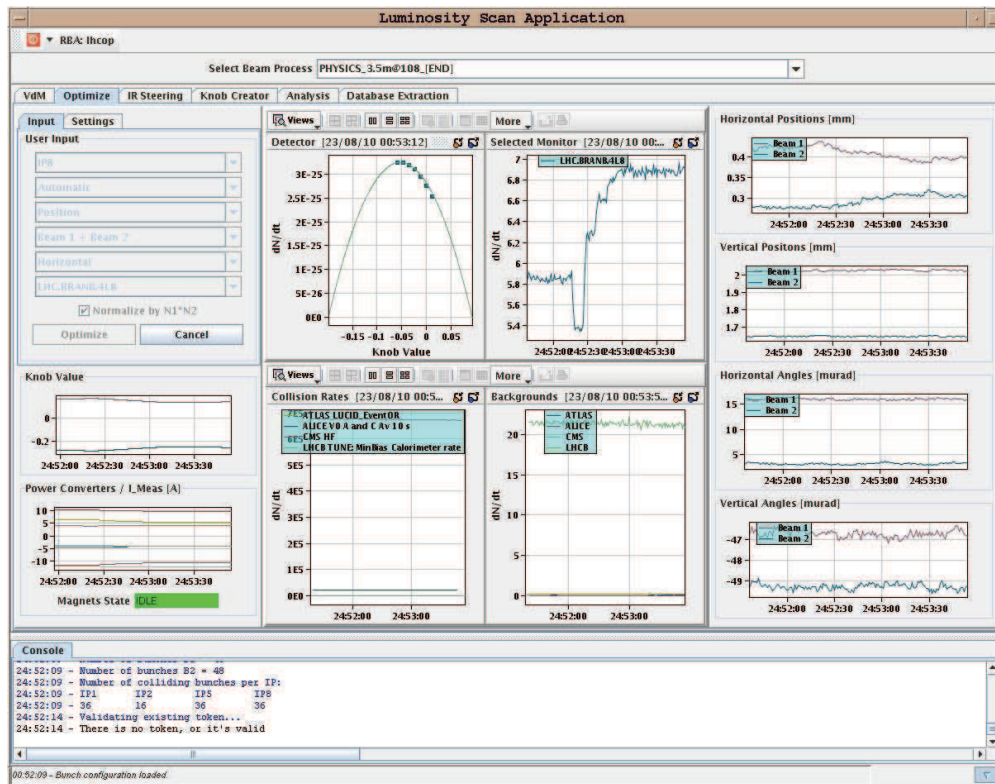 Luminosity Scan Application
RBA: lhcop
Select Beam Process PHYSICS_3.5m@108_[END]
VdM Optimize IR Steering Knob Creator Analysis Database Extraction
Input Settings
User Input
IP8
Automatic
Position
Beam 1 + Beam 2
Horizontal
LHC.BRANB.4L8
Normalize by N1*N2
Optimize Cancel
Knob Value
0
-0.2
24:52:00 24:52:30 24:53:00 24:53:30
Power Converters / I_Meas [A]
10
5
0
-5
-10
24:52:00 24:52:30 24:53:00 24:53:30
Magnets State IDLE
Views More
Detector [23/08/10 00:53:12]
dN/dt
3E-25
2.5E-25
2E-25
1.5E-25
1E-25
5E-26
0E0
-0.15 -0.1 -0.05 0 0.05
Knob Value
Selected Monitor [23/08/10 00:...
LHC.BRANB.4L8
dN/dt
7
6.8
6.6
6.4
6.2
6
5.8
5.6
5.4
24:52:00 24:52:30 24:53:00 24:53:30
Views More
Collision Rates [23/08/10 00:5...
ATLAS LUCID_EventOR
ALICE V0 A and C Av 10 s
CMS HF
LHCB TUNE: MinBias Calorimeter rate
dN/dt
7E5
6E5
5E5
4E5
3E5
2E5
1E5
0E0
24:52:00 24:53:00
Backgrounds [23/08/10 00:53:5...
ATLAS
ALICE
CMS
LHCB
dN/dt
20
15
10
5
0
24:52:00 24:53:00
Horizontal Positions [mm]
Beam 1
Beam 2
0.4
0.35
0.3
24:52:00 24:52:30 24:53:00 24:53:30
Vertical Positons [mm]
Beam 1
Beam 2
2
1.9
1.8
1.7
24:52:00 24:52:30 24:53:00 24:53:30
Horizontal Angles [murad]
Beam 1
Beam 2
15
10
5
24:52:00 24:52:30 24:53:00 24:53:30
Vertical Angles [murad]
Beam 1
Beam 2
-47
-48
-49
24:52:00 24:52:30 24:53:00 24:53:30
Console
24:52:09 - Number of bunches B2 = 48
24:52:09 - Number of colliding bunches per IP:
24:52:09 - IP1 IP2 IP5 IP8
24:52:09 - 36 16 36 36
24:52:14 - Validating existing token...
24:52:14 - There is no token, or it's valid
00:52:09 - Bunch configuration loaded